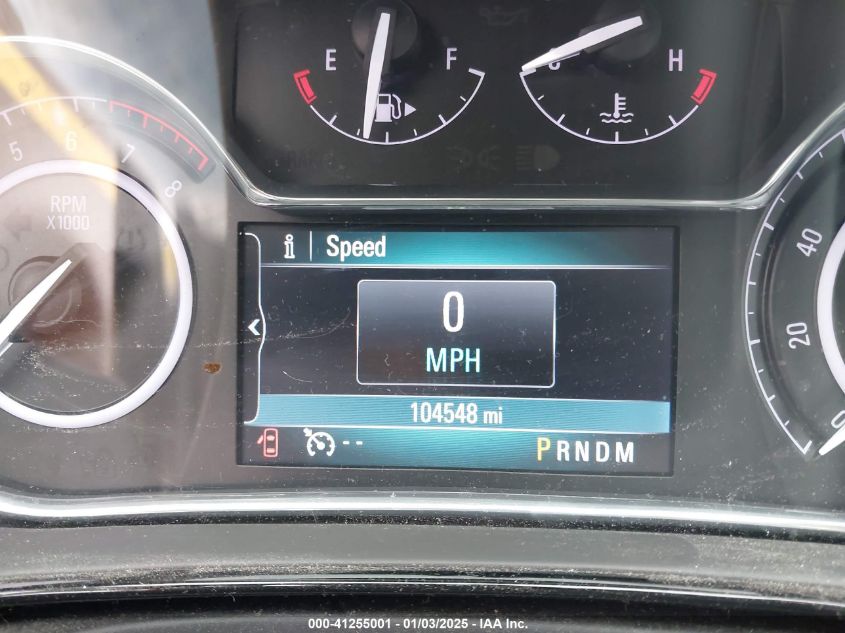 E F
C H
5 6 7 8
RPM
X1000
Speed
0
MPH
104548 mi
-- PRNDM
40
20
0
000-41255001 - 01/03/2025 - IAA Inc.